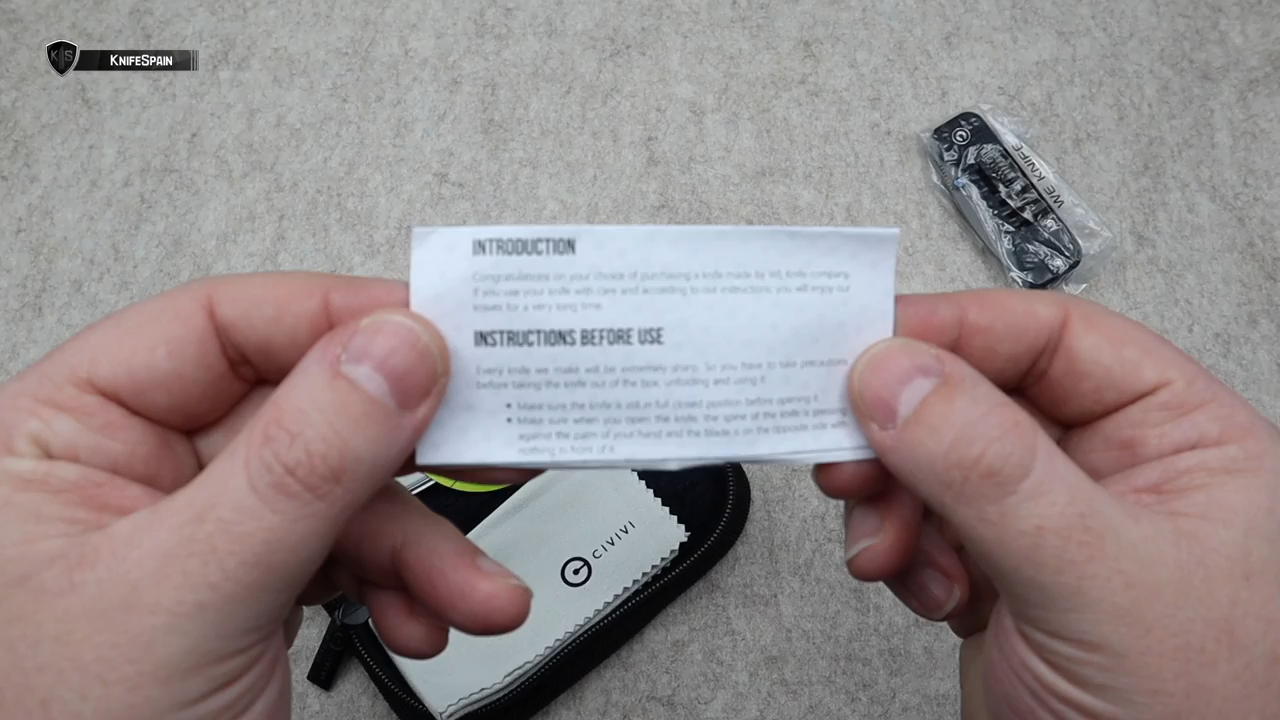 KS
KNIFESPAIN
WE KNIFE
INTRODUCTION
Congratulations on your choice of purchasing a knife made by WE Knife company.
If you use your knife with care and according to our instructions you will enjoy our
knives for a very long time.
INSTRUCTIONS BEFORE USE
Every knife we make will be extremely sharp. So you have to take precautions
before taking the knife out of the box, unfolding and using it
• Make sure the knife is still in full closed position before opening it.
• Make sure when you open the knife, the spine of the knife is pressing
against the palm of your hand and the blade is on the opposite side with
nothing in front of it.
CIVIVI